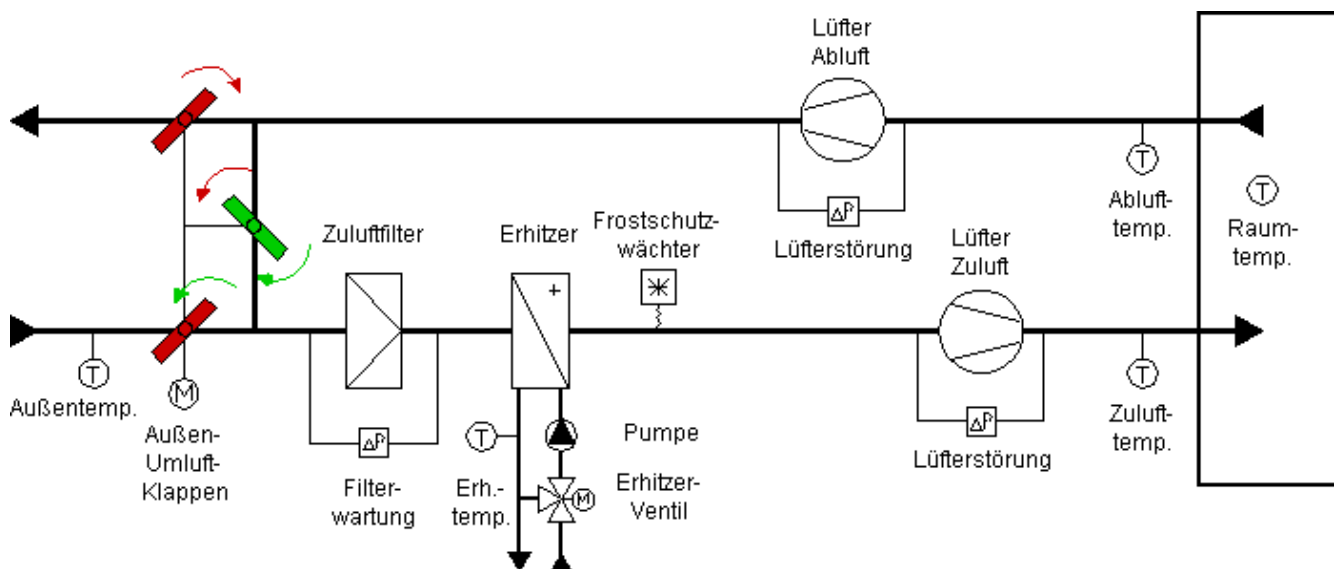 Lüfter
Abluft
T
Abluft-
temp.
T
Raum-
temp.
ΔP
Lüfterstörung
Zuluftfilter
Erhitzer
+
Frostschutz-
wächter
Lüfter
Zuluft
T
Außentemp.
M
Außen-
Umluft-
Klappen
ΔP
Filter-
wartung
T
Erh.-
temp.
Pumpe
M
Erhitzer-
Ventil
ΔP
Lüfterstörung
T
Zuluft-
temp.